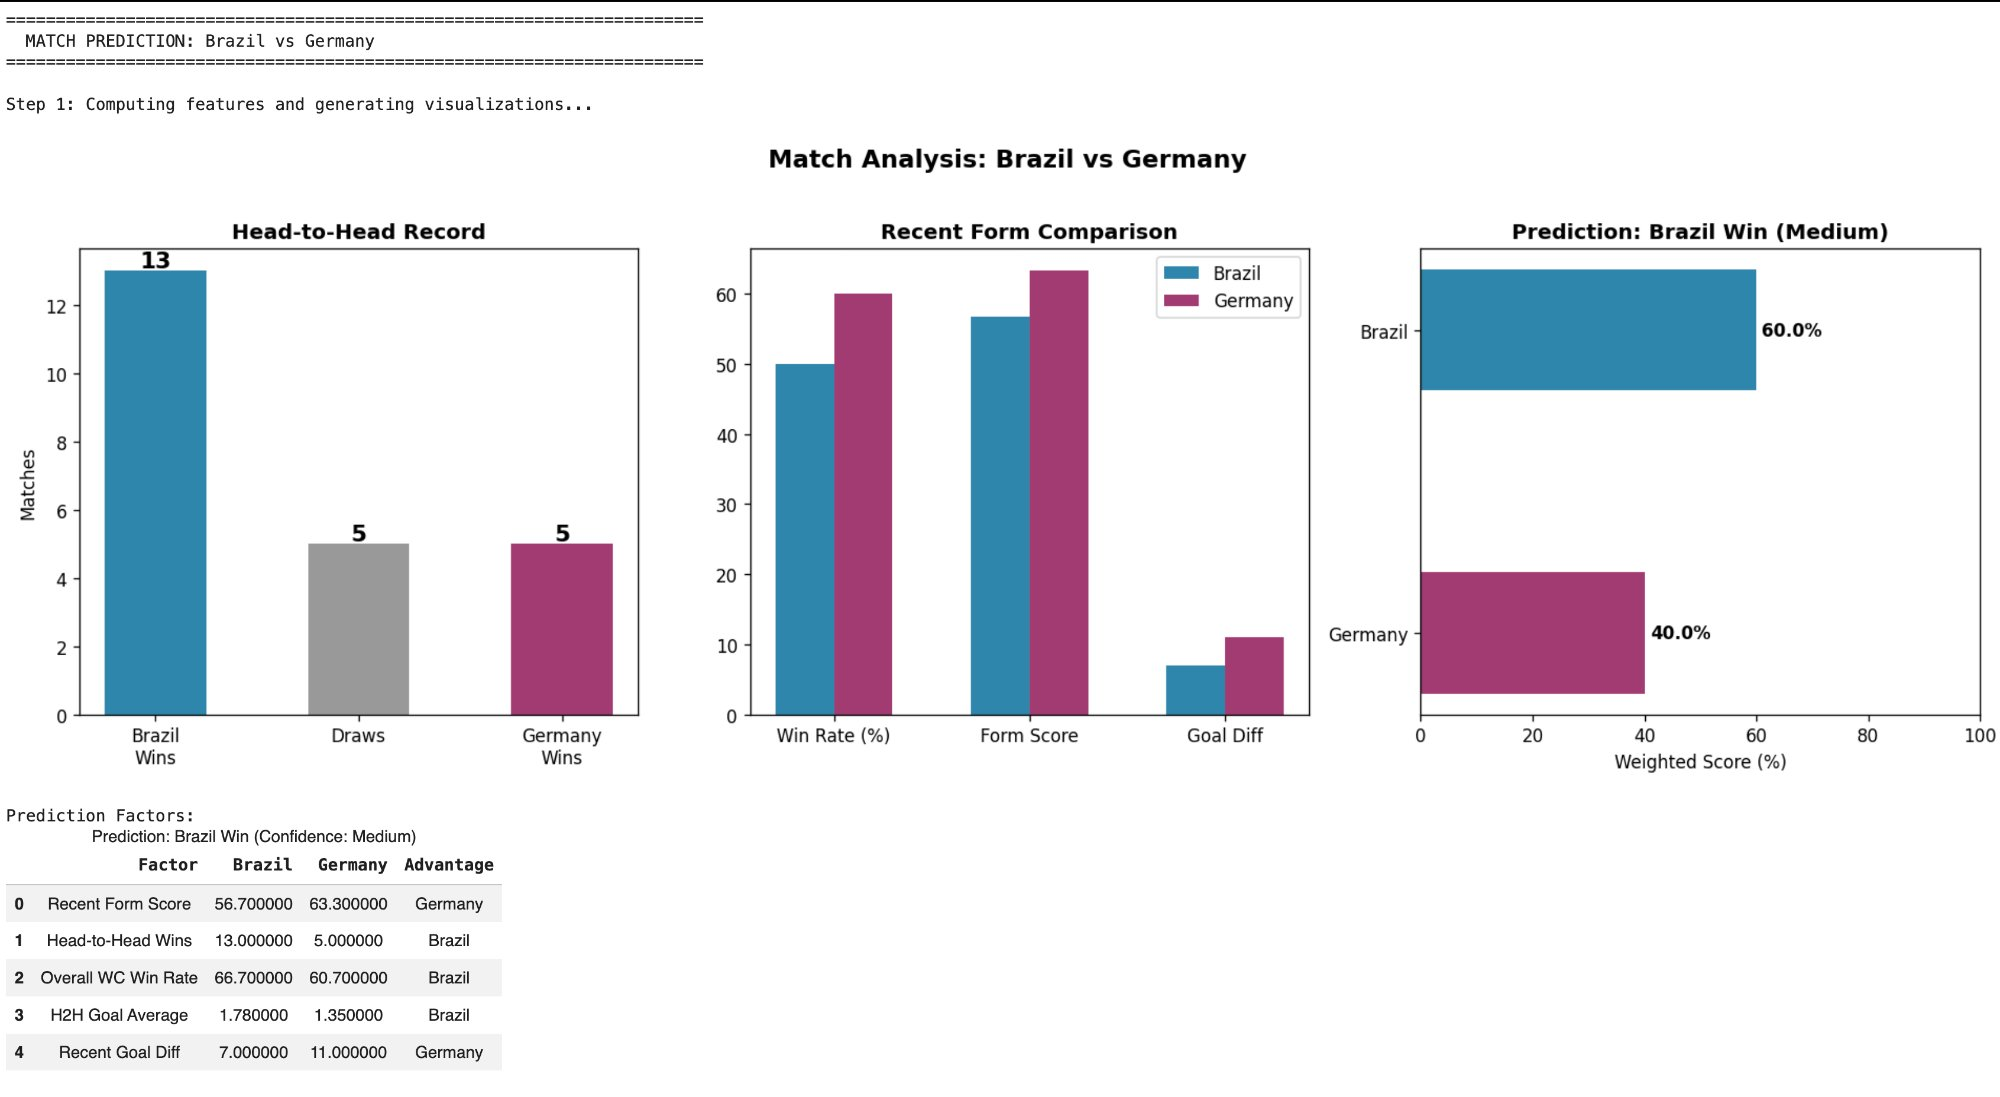 ======================================================================
MATCH PREDICTION: Brazil vs Germany
======================================================================
Step 1: Computing features and generating visualizations...
Match Analysis: Brazil vs Germany
Head-to-Head Record
13
5
5
Matches
12
10
8
6
4
2
0
Brazil
Wins
Draws
Germany
Wins
Recent Form Comparison
Brazil
Germany
60
50
40
30
20
10
0
Win Rate (%)
Form Score
Goal Diff
Prediction: Brazil Win (Medium)
Brazil
60.0%
Germany
40.0%
0 20 40 60 80 100
Weighted Score (%)
Prediction Factors:
Prediction: Brazil Win (Confidence: Medium)
Factor Brazil Germany Advantage
0 Recent Form Score 56.700000 63.300000 Germany
1 Head-to-Head Wins 13.000000 5.000000 Brazil
2 Overall WC Win Rate 66.700000 60.700000 Brazil
3 H2H Goal Average 1.780000 1.350000 Brazil
4 Recent Goal Diff 7.000000 11.000000 Germany